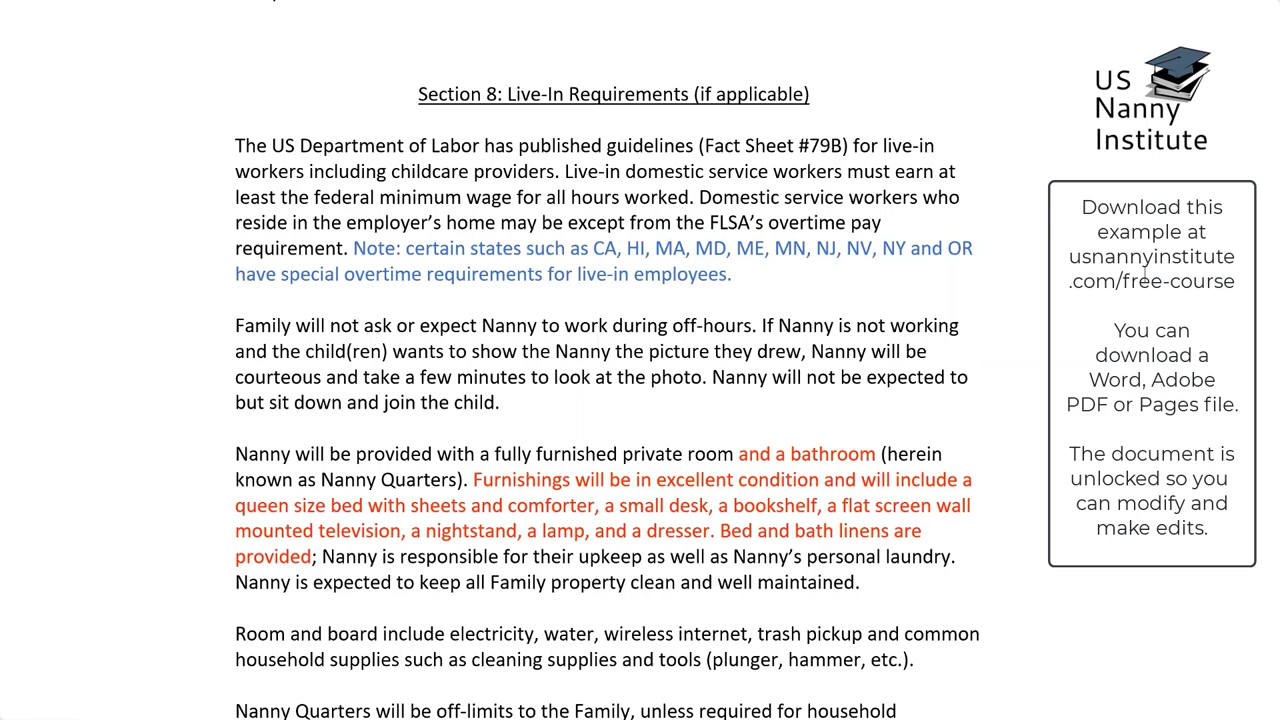 Section 8: Live-In Requirements (if applicable)
The US Department of Labor has published guidelines (Fact Sheet #79B) for live-in
workers including childcare providers. Live-in domestic service workers must earn at
least the federal minimum wage for all hours worked. Domestic service workers who
reside in the employer's home may be except from the FLSA's overtime pay
requirement. Note: certain states such as CA, HI, MA, MD, ME, MN, NJ, NV, NY and OR
have special overtime requirements for live-in employees.
Family will not ask or expect Nanny to work during off-hours. If Nanny is not working
and the child(ren) wants to show the Nanny the picture they drew, Nanny will be
courteous and take a few minutes to look at the photo. Nanny will not be expected to
but sit down and join the child.
Nanny will be provided with a fully furnished private room and a bathroom (herein
known as Nanny Quarters). Furnishings will be in excellent condition and will include a
queen size bed with sheets and comforter, a small desk, a bookshelf, a flat screen wall
mounted television, a nightstand, a lamp, and a dresser. Bed and bath linens are
provided; Nanny is responsible for their upkeep as well as Nanny's personal laundry.
Nanny is expected to keep all Family property clean and well maintained.
Room and board include electricity, water, wireless internet, trash pickup and common
household supplies such as cleaning supplies and tools (plunger, hammer, etc.).
Nanny Quarters will be off-limits to the Family, unless required for household
US
Nanny
Institute
Download this
example at
usnannyinstitute
.com/free-course
You can
download a
Word, Adobe
PDF or Pages file.
The document is
unlocked so you
can modify and
make edits.